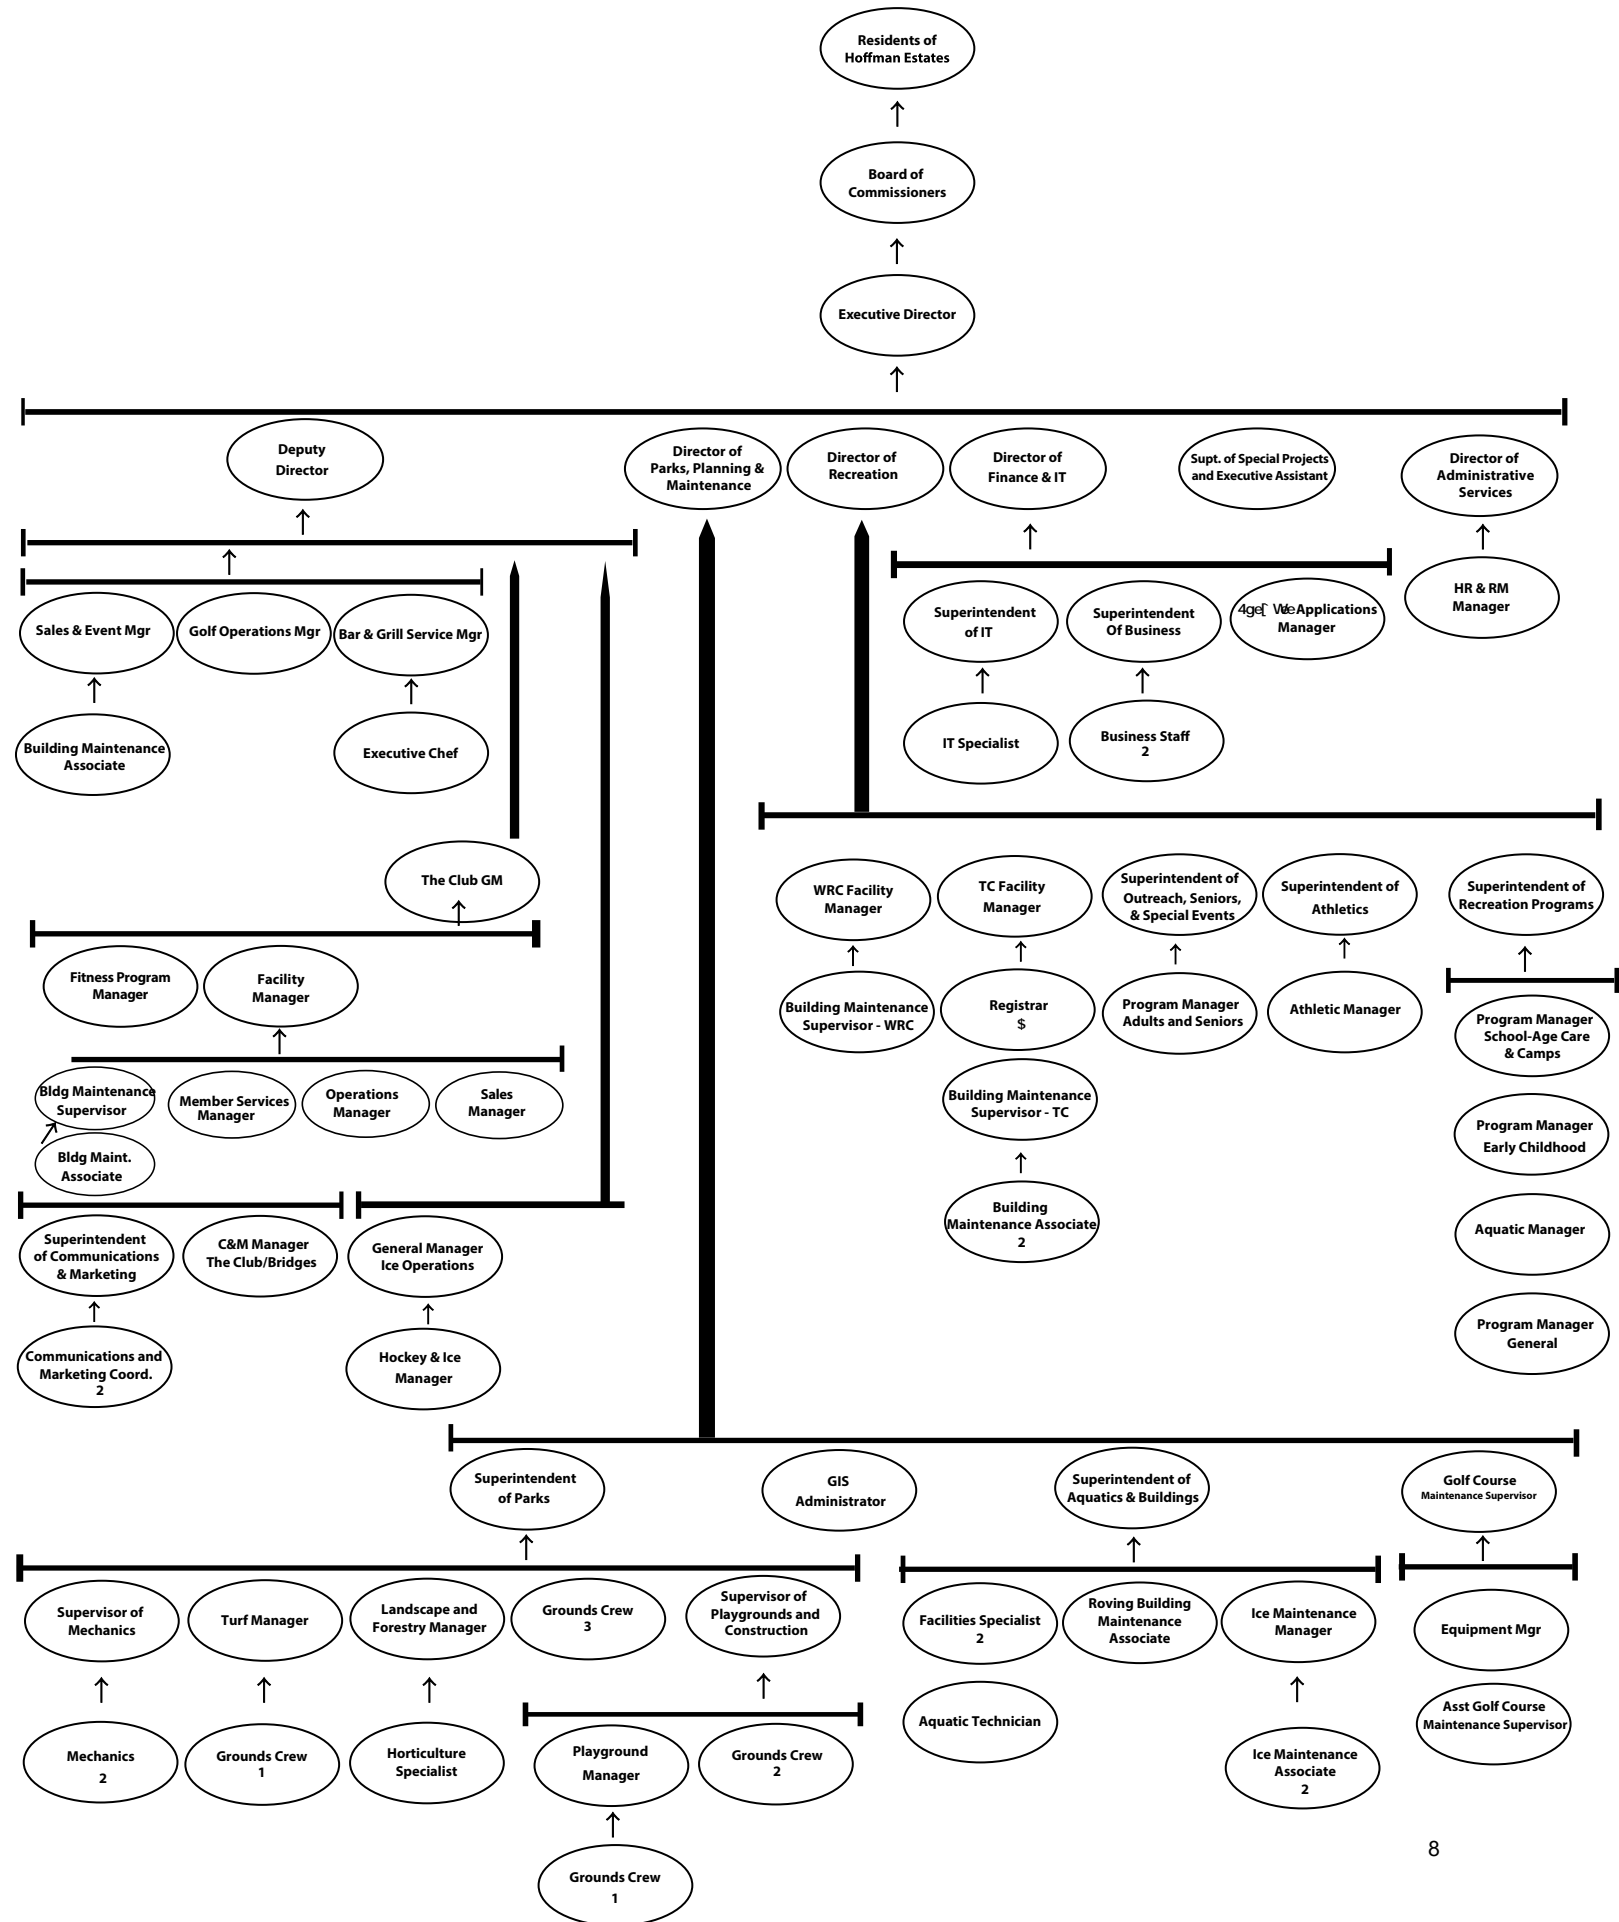 Residents of
Hoffman Estates
Board of
Commissioners
Executive Director
Deputy
Director
Director of
Parks, Planning &
Maintenance
Director of
Recreation
Director of
Finance & IT
Supt. of Special Projects
and Executive Assistant
Director of
Administrative
Services
Sales & Event Mgr
Golf Operations Mgr
Bar & Grill Service Mgr
Superintendent
of IT
Superintendent
Of Business
Applications
Manager
HR & RM
Manager
Building Maintenance
Associate
Executive Chef
IT Specialist
Business Staff
2
The Club GM
WRC Facility
Manager
TC Facility
Manager
Superintendent of
Outreach, Seniors,
& Special Events
Superintendent of
Athletics
Superintendent of
Recreation Programs
Fitness Program
Manager
Facility
Manager
Building Maintenance
Supervisor - WRC
Registrar
$
Program Manager
Adults and Seniors
Athletic Manager
Program Manager
School-Age Care
& Camps
Bldg Maintenance
Supervisor
Member Services
Manager
Operations
Manager
Sales
Manager
Building Maintenance
Supervisor - TC
Program Manager
Early Childhood
Bldg Maint.
Associate
Building
Maintenance Associate
2
Aquatic Manager
Superintendent
of Communications
& Marketing
C&M Manager
The Club/Bridges
General Manager
Ice Operations
Program Manager
General
Communications and
Marketing Coord.
2
Hockey & Ice
Manager
Superintendent
of Parks
GIS
Administrator
Superintendent of
Aquatics & Buildings
Golf Course
Maintenance Supervisor
Supervisor of
Mechanics
Turf Manager
Landscape and
Forestry Manager
Grounds Crew
3
Supervisor of
Playgrounds and
Construction
Facilities Specialist
2
Roving Building
Maintenance
Associate
Ice Maintenance
Manager
Equipment Mgr
Mechanics
2
Grounds Crew
1
Horticulture
Specialist
Playground
Manager
Grounds Crew
2
Aquatic Technician
Ice Maintenance
Associate
2
Asst Golf Course
Maintenance Supervisor
Grounds Crew
1
8